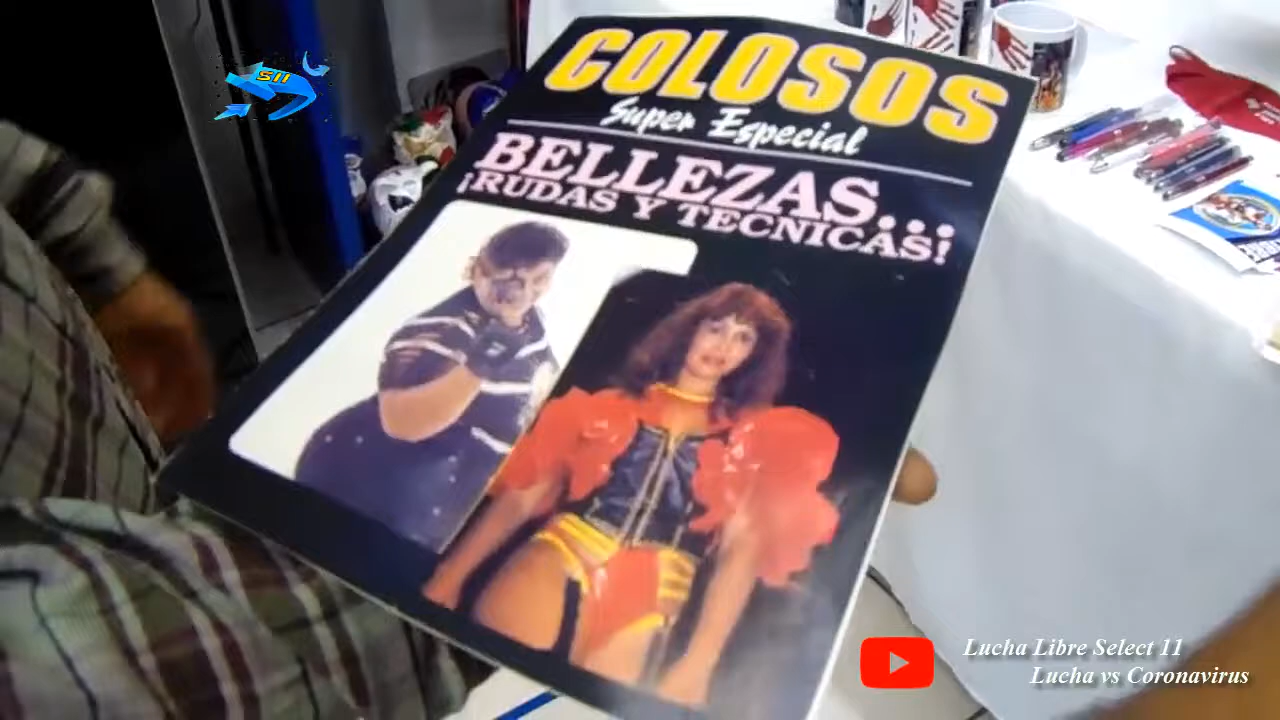 S11
COLOSOS
Super Especial
BELLEZAS...
¡RUDAS Y TECNICAS!
Lucha Libre Select 11
Lucha vs Coronavirus